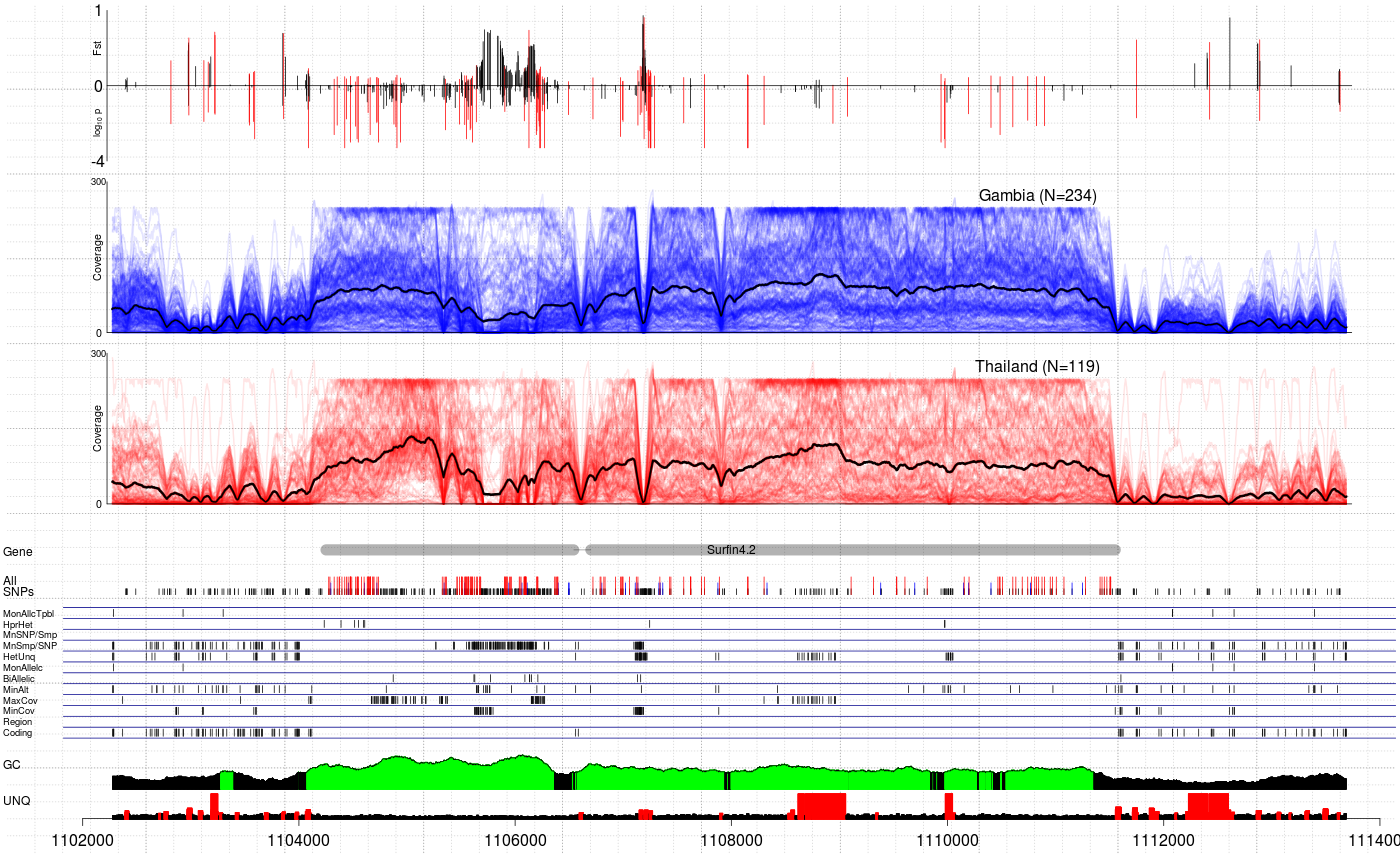 1
Fst
0
log10 p
-4
300
Gambia (N=234)
Coverage
0
300
Thailand (N=119)
Coverage
0
Gene
Surfin4.2
All
SNPs
MonAllcTpbl
HprHet
MnSNP/Smp
MnSmp/SNP
HetUnq
MonAllelc
BiAllelic
MinAlt
MaxCov
MinCov
Region
Coding
GC
UNQ
1102000 1104000 1106000 1108000 1110000 1112000 111400